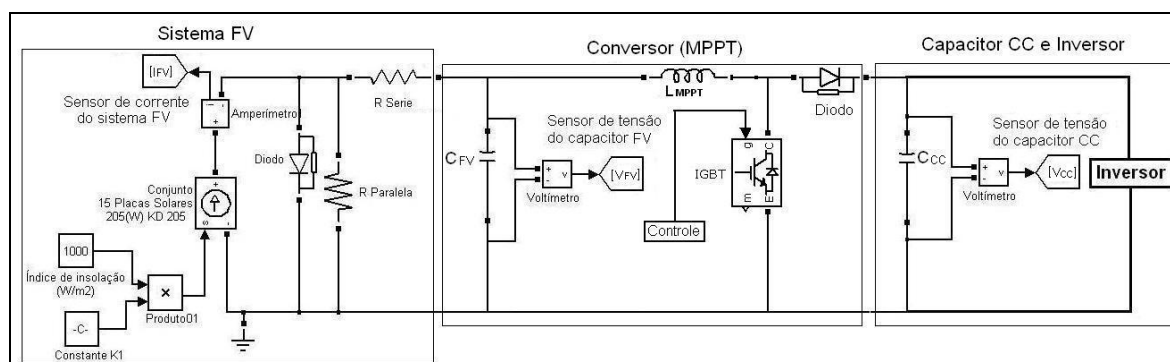 Sistema FV
[IFV]
Sensor de corrente
do sistema FV
Amperímetro1
R Serie
Diodo
R Paralela
Conjunto
15 Placas Solares
205(W) KD 205
+
-
i
s
1000
Índice de insolação
(W/m2)
×
Produto01
-C-
Constante K1
Conversor (MPPT)
LMPPT
Diodo
CFV
Sensor de tensão
do capacitor FV
+
-
v
[VFV]
Voltímetro
IGBT
g
C
m
E
Controle
Capacitor CC e Inversor
CCC
Sensor de tensão
do capacitor CC
+
-
v
[Vcc]
Voltímetro
Inversor